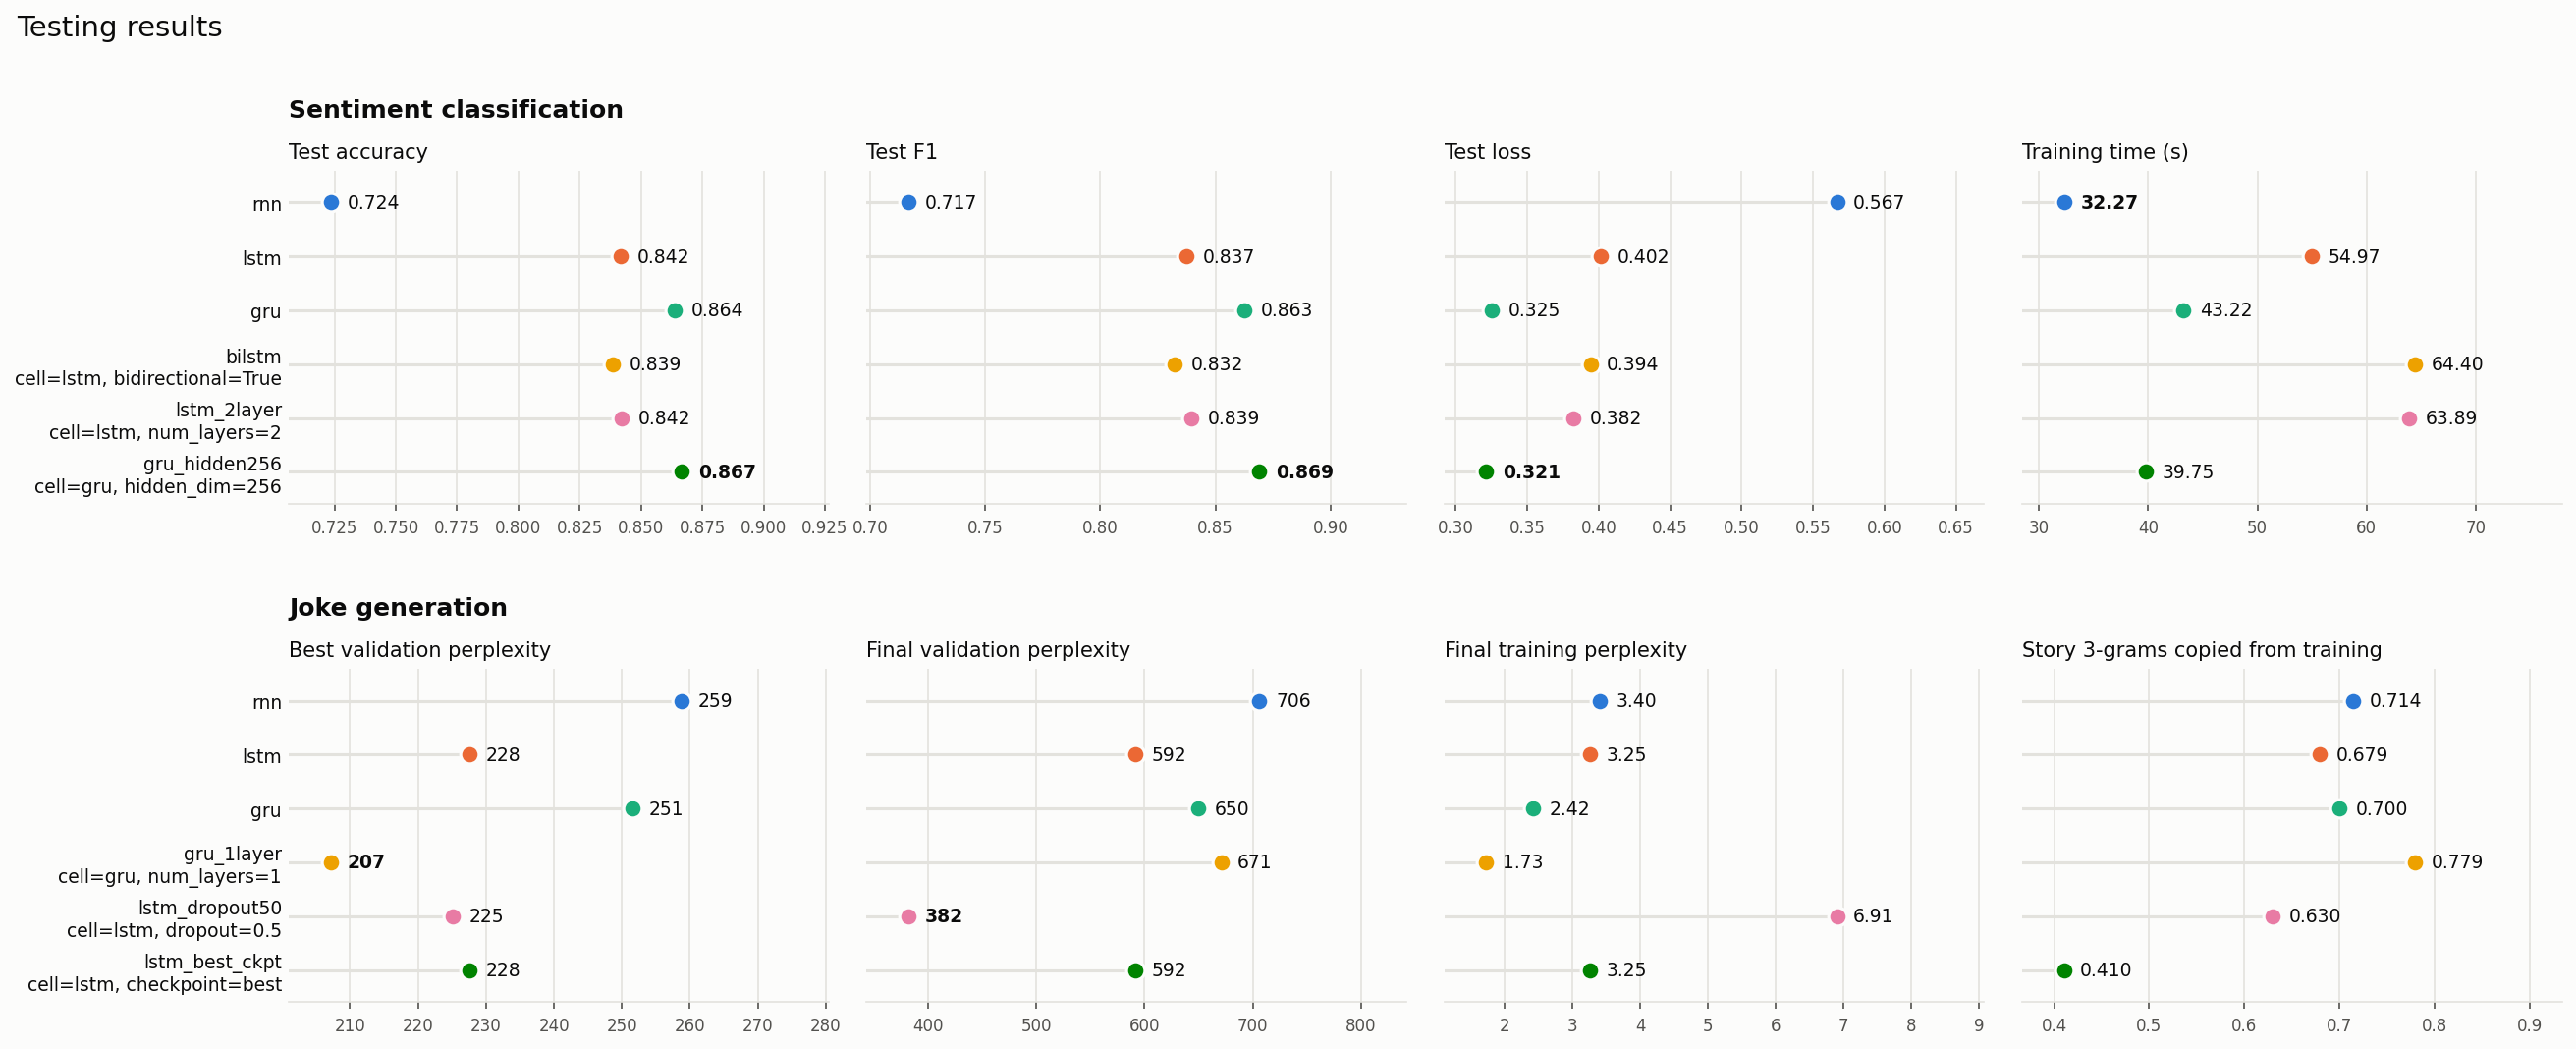 Testing results
Sentiment classification
Test accuracy
Test F1
Test loss
Training time (s)
rnn
0.724
0.717
0.567
32.27
lstm
0.842
0.837
0.402
54.97
gru
0.864
0.863
0.325
43.22
bilstm
cell=lstm, bidirectional=True
0.839
0.832
0.394
64.40
lstm_2layer
cell=lstm, num_layers=2
0.842
0.839
0.382
63.89
gru_hidden256
cell=gru, hidden_dim=256
0.867
0.869
0.321
39.75
0.725 0.750 0.775 0.800 0.825 0.850 0.875 0.900 0.925
0.70 0.75 0.80 0.85 0.90
0.30 0.35 0.40 0.45 0.50 0.55 0.60 0.65
30 40 50 60 70
Joke generation
Best validation perplexity
Final validation perplexity
Final training perplexity
Story 3-grams copied from training
rnn
259
706
3.40
0.714
lstm
228
592
3.25
0.679
gru
251
650
2.42
0.700
gru_1layer
cell=gru, num_layers=1
207
671
1.73
0.779
lstm_dropout50
cell=lstm, dropout=0.5
225
382
6.91
0.630
lstm_best_ckpt
cell=lstm, checkpoint=best
228
592
3.25
0.410
210 220 230 240 250 260 270 280
400 500 600 700 800
2 3 4 5 6 7 8 9
0.4 0.5 0.6 0.7 0.8 0.9